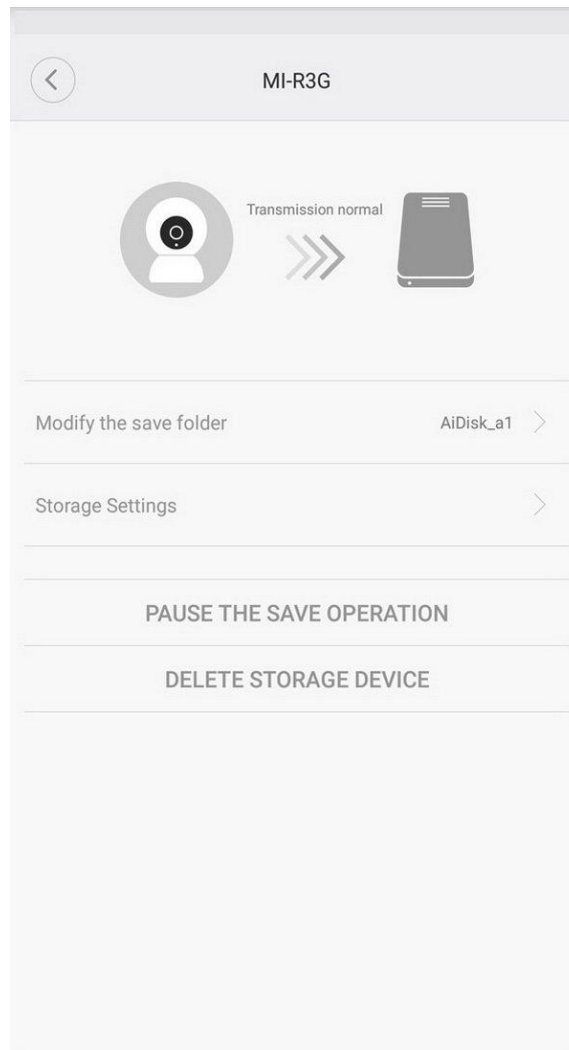 MI-R3G
Transmission normal
Modify the save folder AiDisk_a1
Storage Settings
PAUSE THE SAVE OPERATION
DELETE STORAGE DEVICE